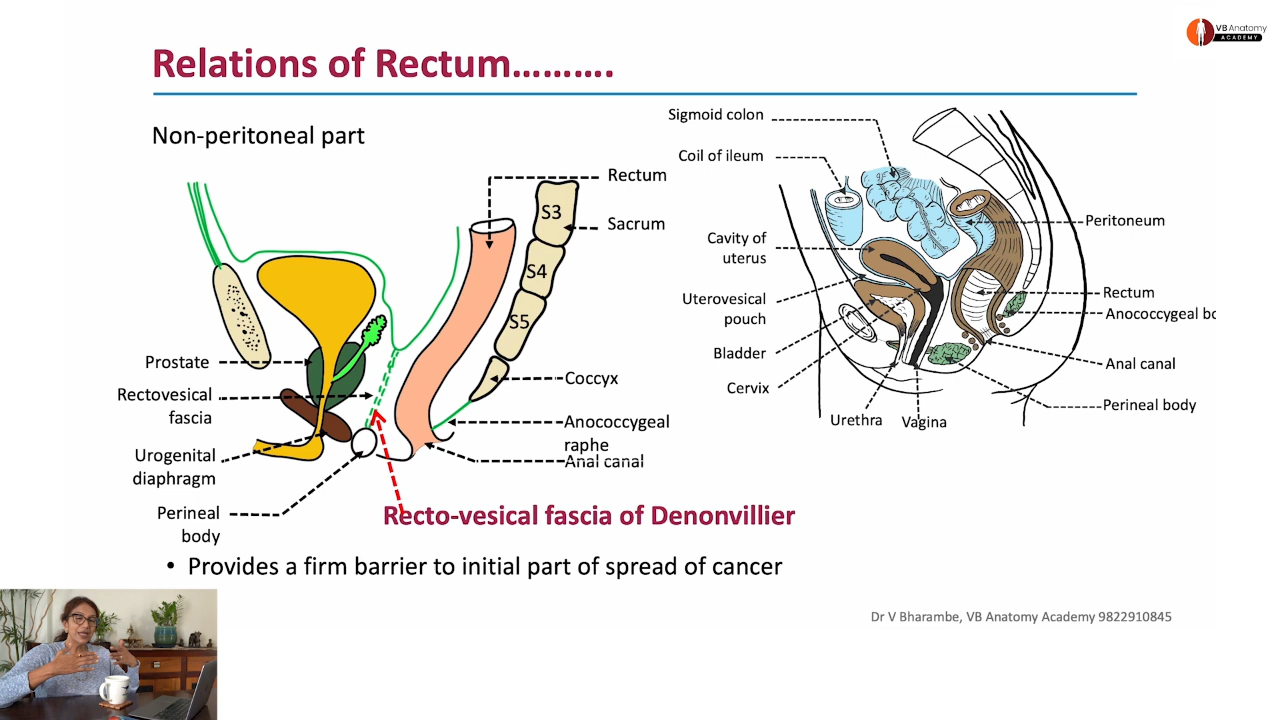 VB Anatomy
ACADEMY
Relations of Rectum..........
Non-peritoneal part
Rectum
Sacrum
S3
S4
S5
Prostate
Rectovesical
fascia
Urogenital
diaphragm
Perineal
body
Coccyx
Anococcygeal
raphe
Anal canal
Sigmoid colon
Coil of ileum
Cavity of
uterus
Uterovesical
pouch
Bladder
Cervix
Urethra
Vagina
Peritoneum
Rectum
Anococcygeal bo
Anal canal
Perineal body
Recto-vesical fascia of Denonvillier
• Provides a firm barrier to initial part of spread of cancer
Dr V Bharambe, VB Anatomy Academy 9822910845